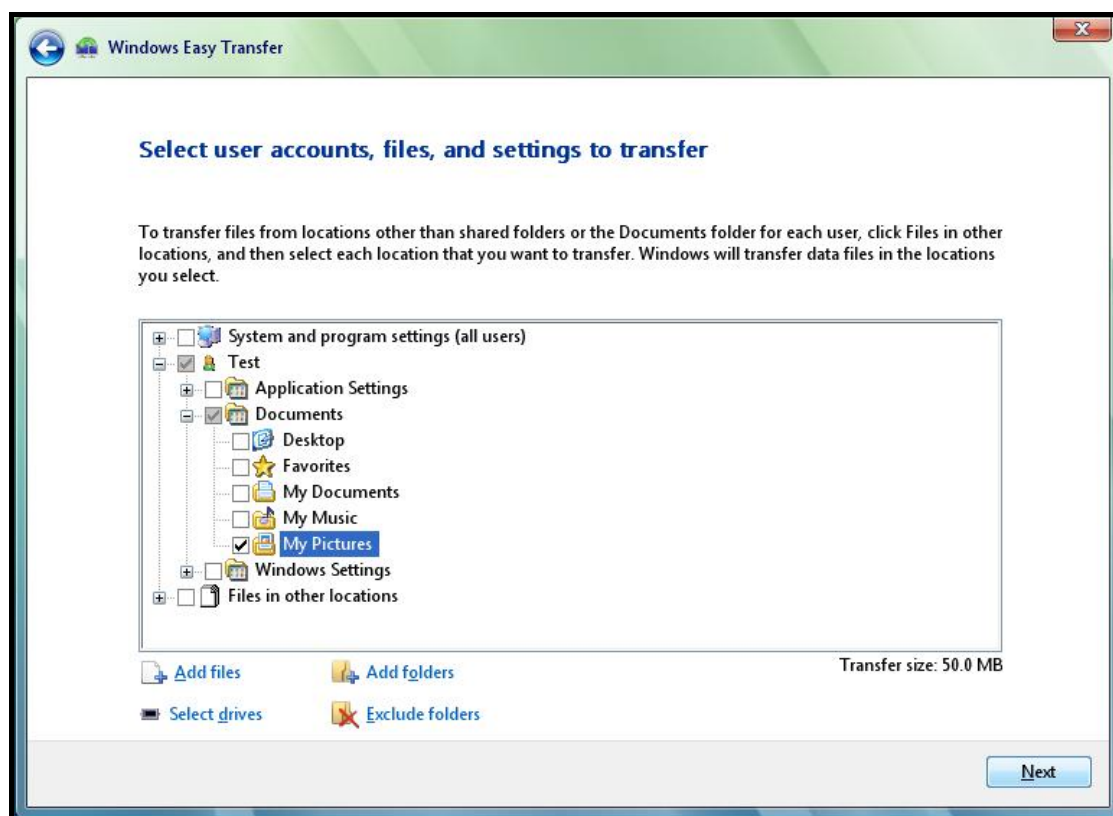 Windows Easy Transfer
Select user accounts, files, and settings to transfer
To transfer files from locations other than shared folders or the Documents folder for each user, click Files in other
locations, and then select each location that you want to transfer. Windows will transfer data files in the locations
you select.
System and program settings (all users)
Test
Application Settings
Documents
Desktop
Favorites
My Documents
My Music
My Pictures
Windows Settings
Files in other locations
Transfer size: 50.0 MB
Add files Add folders
Select drives Exclude folders
Next